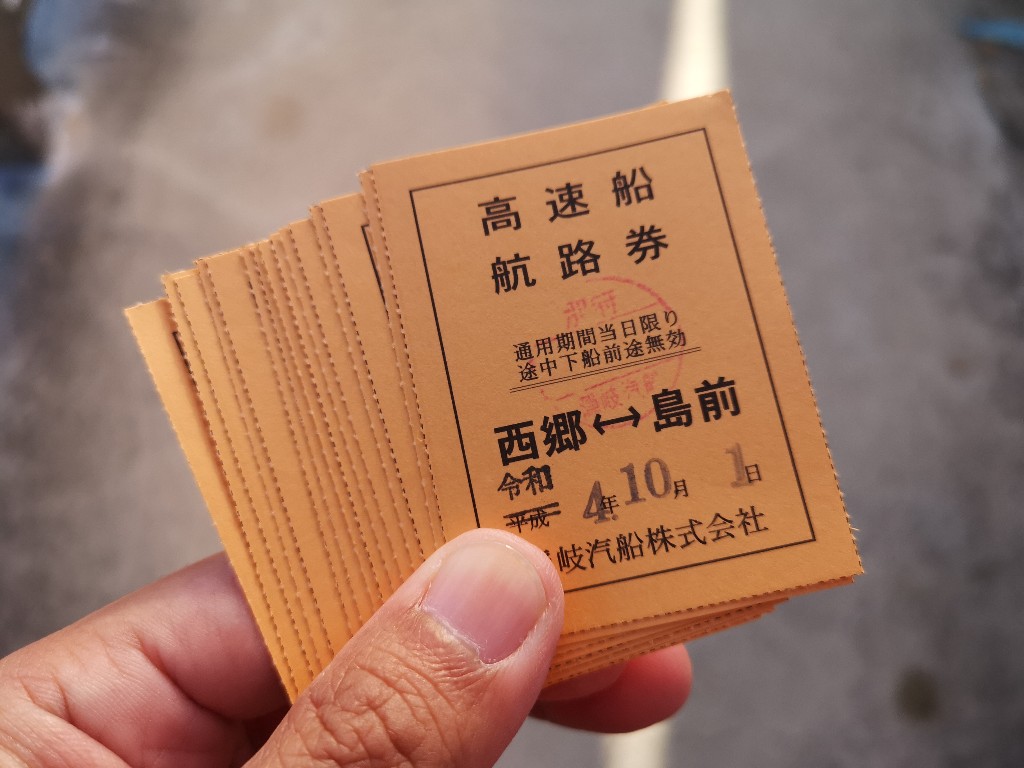 高速船
航路券
通用期間当日限り
途中下船前途無効
西郷↔島前
令和
平成 4年10月1日
岐汽船株式会社